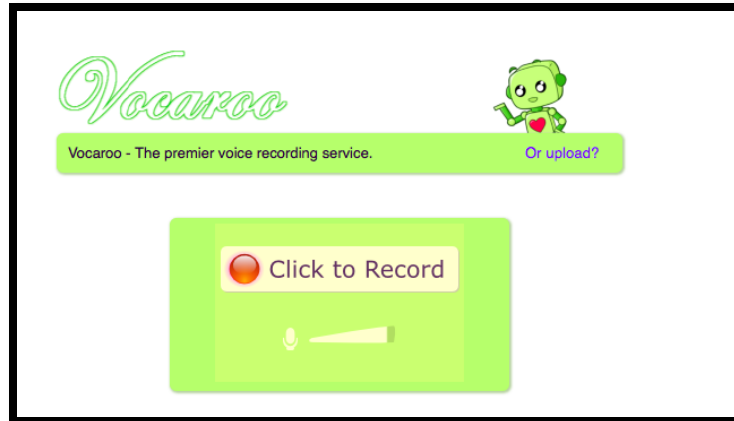 Vocaroo
Vocaroo - The premier voice recording service.
Or upload?
Click to Record